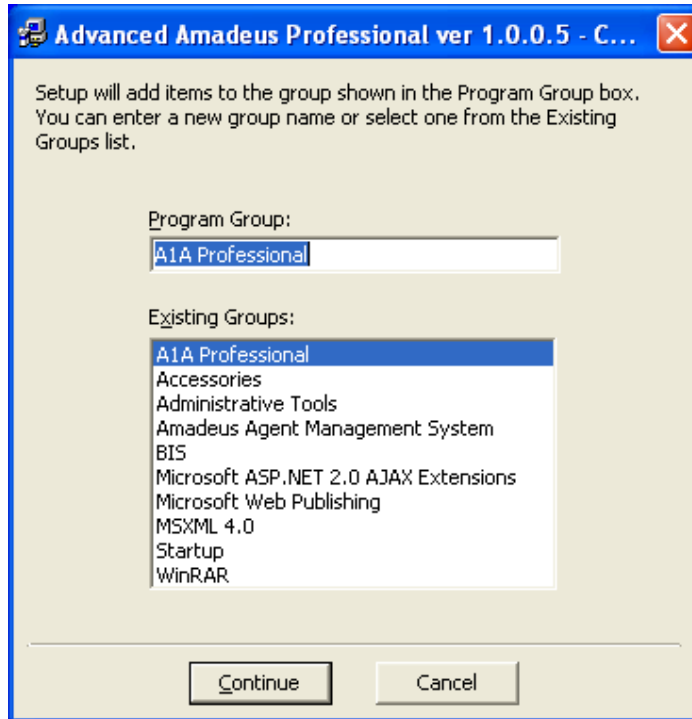 Advanced Amadeus Professional ver 1.0.0.5 - C...
Setup will add items to the group shown in the Program Group box.
You can enter a new group name or select one from the Existing
Groups list.
Program Group:
A1A Professional
Existing Groups:
A1A Professional
Accessories
Administrative Tools
Amadeus Agent Management System
BIS
Microsoft ASP.NET 2.0 AJAX Extensions
Microsoft Web Publishing
MSXML 4.0
Startup
WinRAR
Continue Cancel